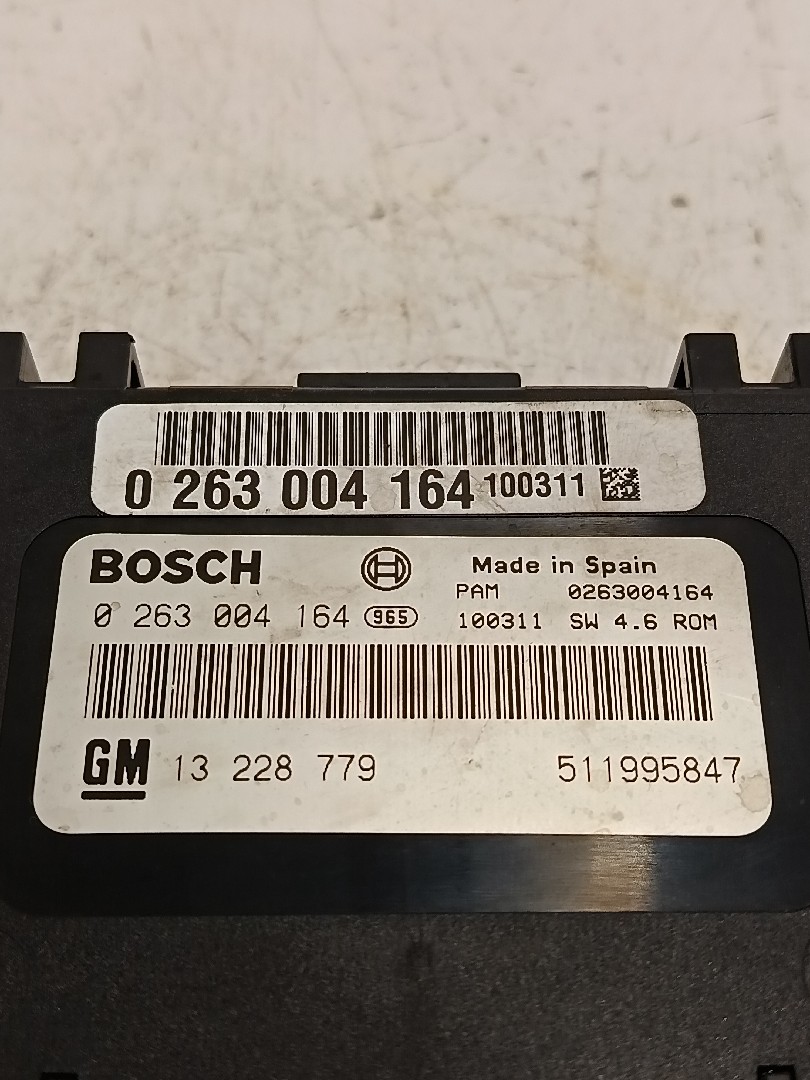 0 263 004 164 100311
BOSCH Made in Spain
PAM 0263004164
0 263 004 164 965 100311 SW 4.6 ROM
GM 13 228 779 511995847